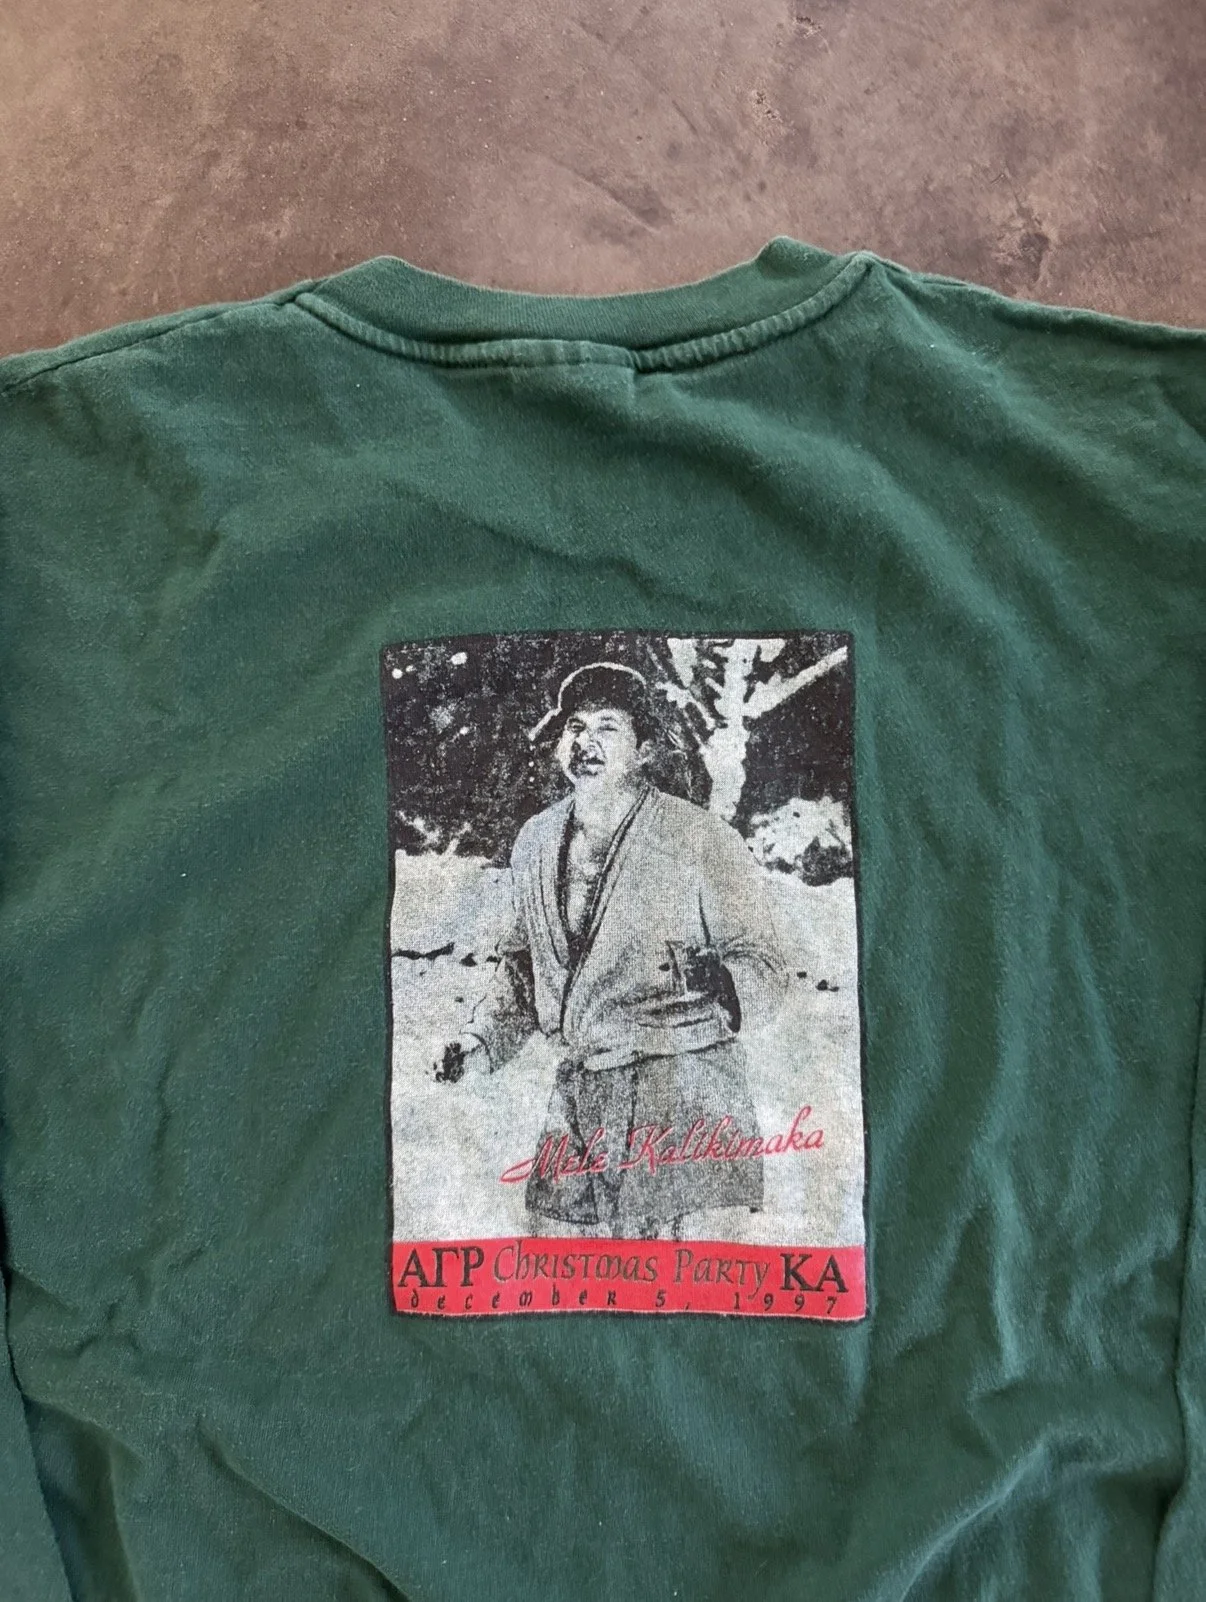 Mele Kalikimaka
ΑΓΡ Christmas Party ΚΑ
december 5, 1997